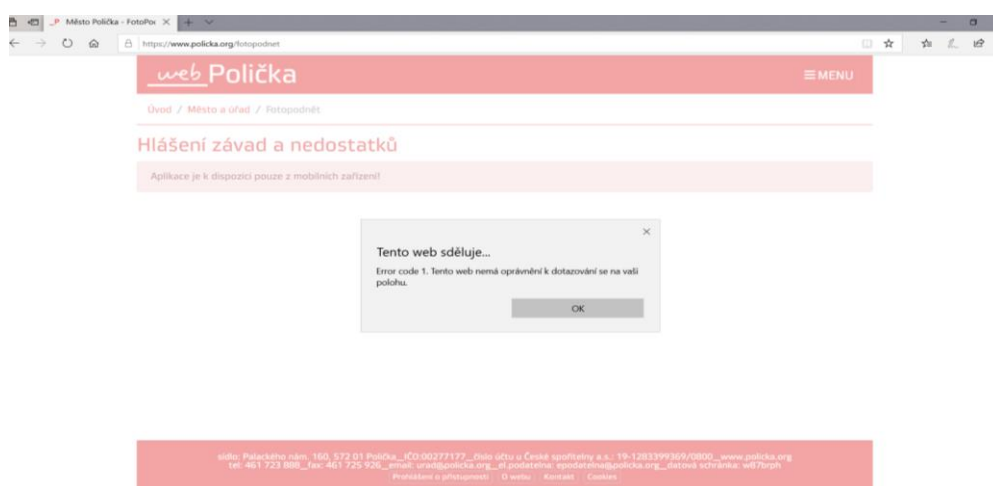 _P Město Polička - FotoPo
https://www.policka.org/fotopodnet
web Polička
MENU
Úvod / Město a úřad / Fotopodnět
Hlášení závad a nedostatků
Aplikace je k dispozici pouze z mobilních zařízení!
Tento web sděluje...
Error code 1. Tento web nemá oprávnění k dotazování se na vaši
polohu.
OK
sídlo: Palackého nám. 160, 572 01 Polička__IČO:00277177__číslo účtu u České spořitelny a.s.: 19-1283399369/0800__www.policka.org
tel: 461 723 888__fax: 461 725 926__email: urad@policka.org__el.podatelna: epodatelna@policka.org__datová schránka: w87brph
Prohlášení o přístupnosti | O webu | Kontakt | Cookies